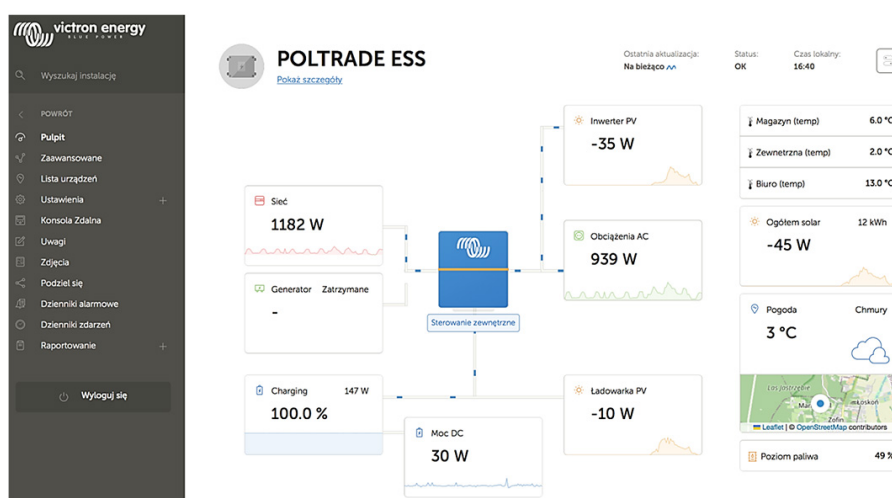 victron energy
BLUE POWER
Wyszukaj instalację
POWRÓT
Pulpit
Zaawansowane
Lista urządzeń
Ustawienia
Konsola Zdalna
Uwagi
Zdjęcia
Podziel się
Dzienniki alarmowe
Dzienniki zdarzeń
Raportowanie
Wyloguj się
POLTRADE ESS
Pokaż szczegóły
Ostatnia aktualizacja:
Na bieżąco
Status:
OK
Czas lokalny:
16:40
Sieć
1182 W
Generator Zatrzymane
-
Charging 147 W
100.0 %
Moc DC
30 W
Sterowanie zewnętrzne
Inwerter PV
-35 W
Obciążenia AC
939 W
Ładowarka PV
-10 W
Magazyn (temp) 6.0 °C
Zewnetrzna (temp) 2.0 °C
Biuro (temp) 13.0 °C
Ogółem solar 12 kWh
-45 W
Pogoda Chmury
3 °C
Las Jastrzębie
Zofin
Leaflet | © OpenStreetMap contributors
Poziom paliwa 49 %